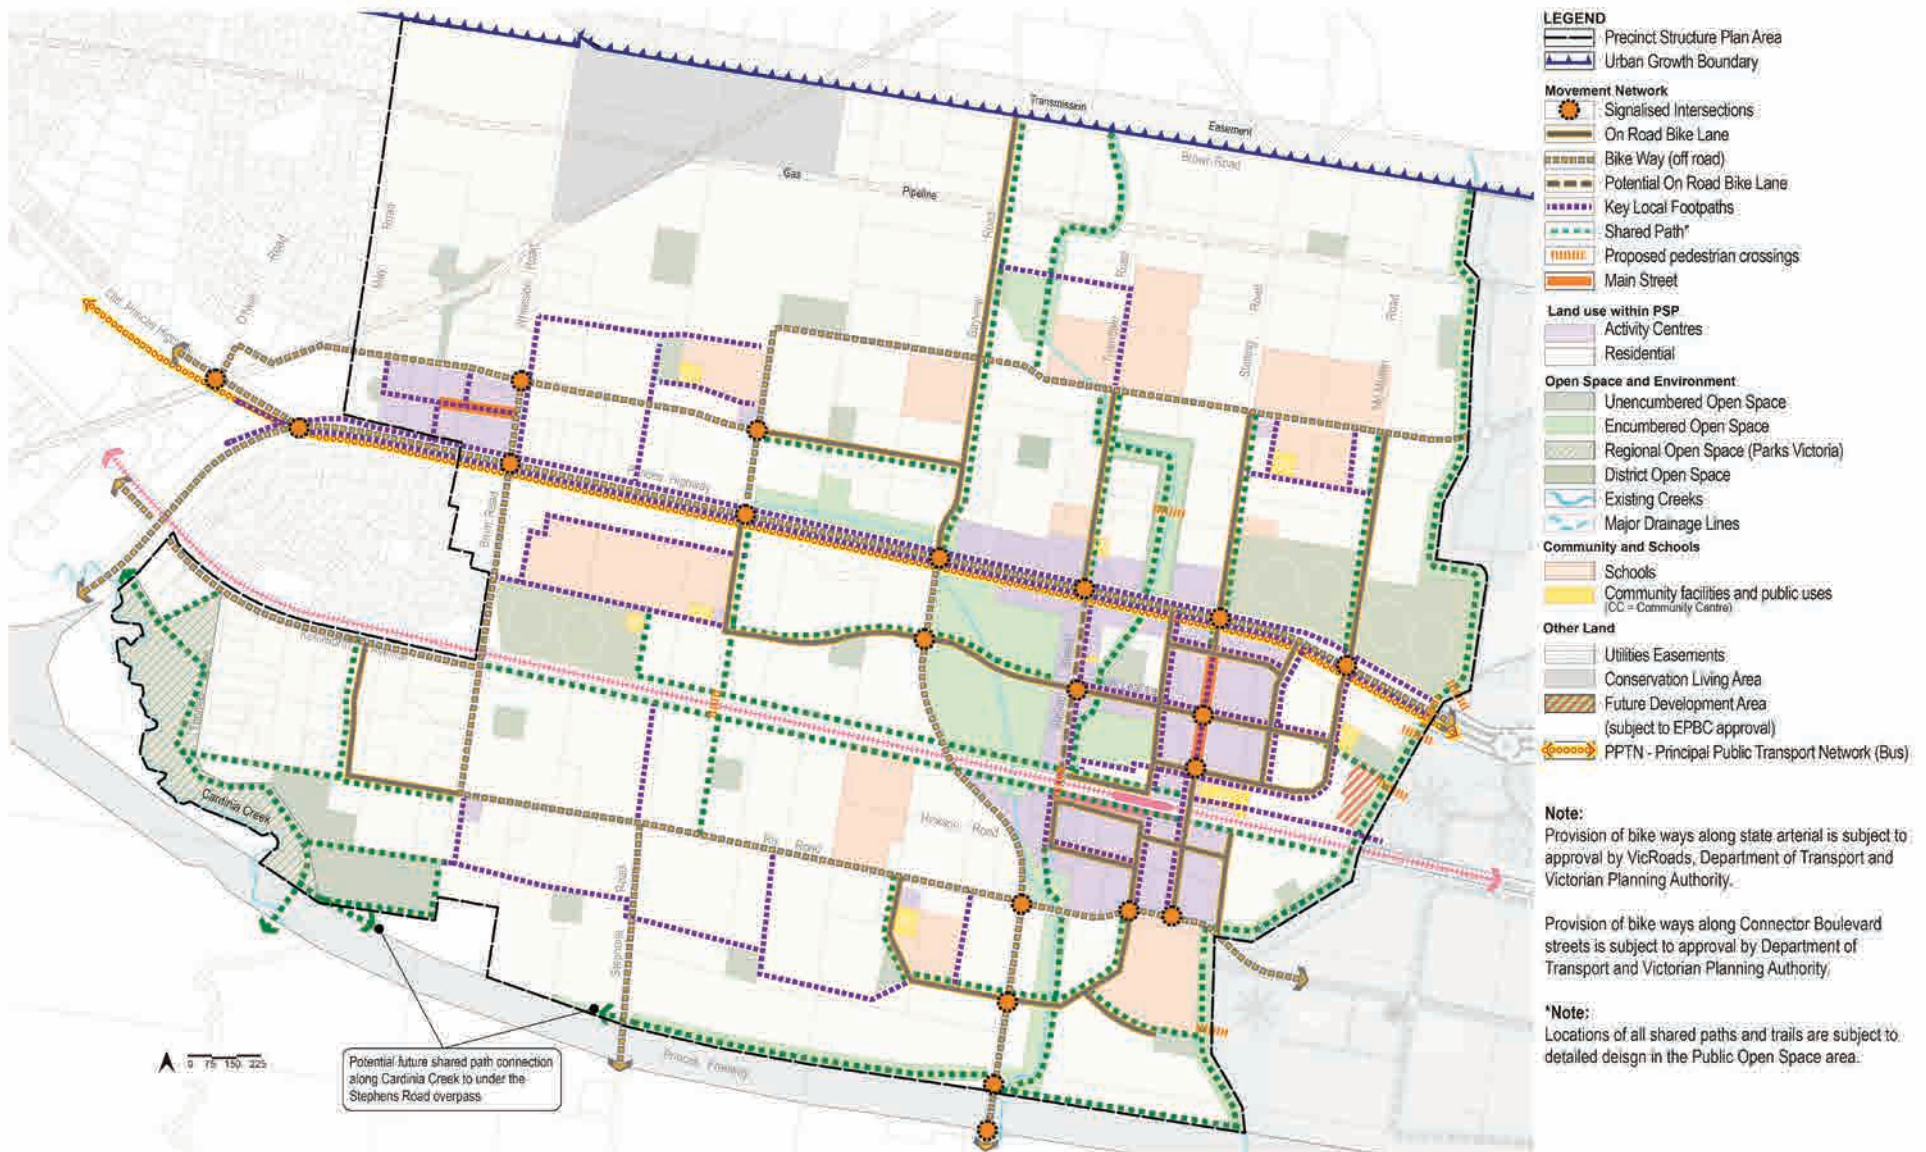 LEGEND
Precinct Structure Plan Area
Urban Growth Boundary
Movement Network
Signalised Intersections
On Road Bike Lane
Bike Way (off road)
Potential On Road Bike Lane
Key Local Footpaths
Shared Path*
Proposed pedestrian crossings
Main Street
Land use within PSP
Activity Centres
Residential
Open Space and Environment
Unencumbered Open Space
Encumbered Open Space
Regional Open Space (Parks Victoria)
District Open Space
Existing Creeks
Major Drainage Lines
Community and Schools
Schools
Community facilities and public uses
(CC = Community Centre)
Other Land
Utilities Easements
Conservation Living Area
Future Development Area
(subject to EPBC approval)
PPTN - Principal Public Transport Network (Bus)
Note:
Provision of bike ways along state arterial is subject to
approval by VicRoads, Department of Transport and
Victorian Planning Authority.
Provision of bike ways along Connector Boulevard
streets is subject to approval by Department of
Transport and Victorian Planning Authority.
*Note:
Locations of all shared paths and trails are subject to
detailed deisgn in the Public Open Space area.
Transmission
Easement
Brown Road
Gas
Pipeline
Road
May
Road
Road
Road
Road
Road
Road
Princes Highway
Brunt Road
Cardinia Creek
Rix Road
Hickson Road
Stephens Road
Princes Freeway
0 75 150 225
Potential future shared path connection
along Cardinia Creek to under the
Stephens Road overpass